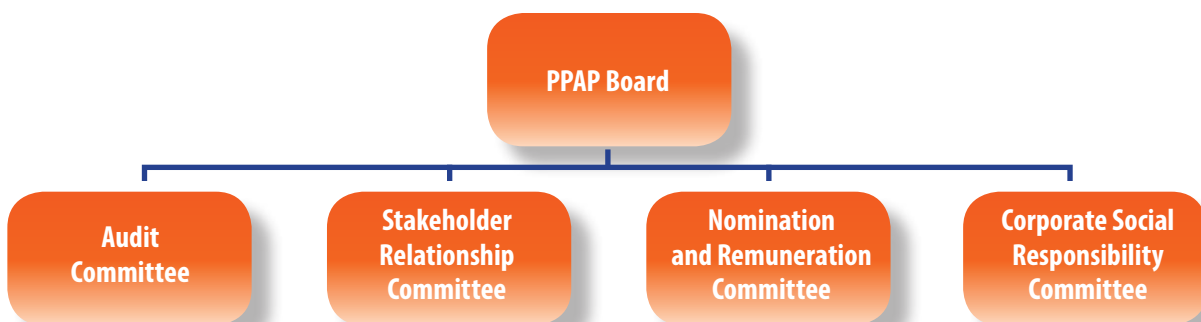 PPAP Board
Audit
Committee
Stakeholder
Relationship
Committee
Nomination
and Remuneration
Committee
Corporate Social
Responsibility
Committee